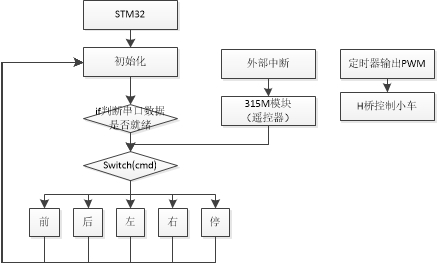 STM32
初始化
外部中断
定时器输出PWM
if判断串口数据
是否就绪
315M模块
（遥控器）
H桥控制小车
Switch(cmd)
前
后
左
右
停